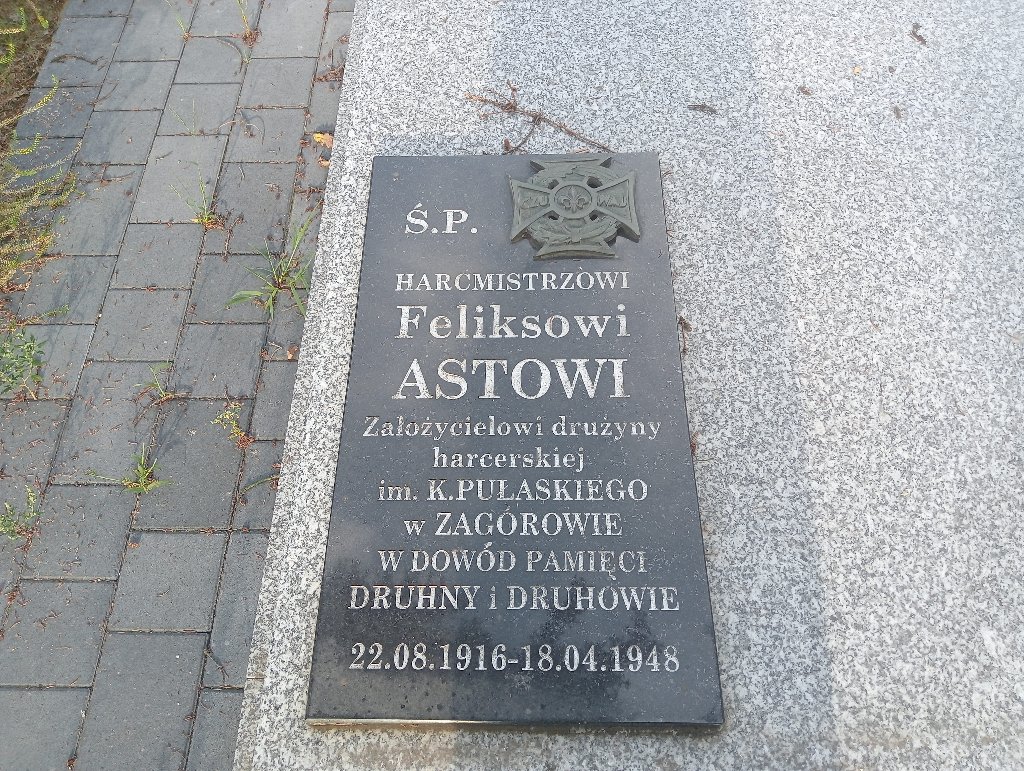 CZU WAJ
Ś.P.
HARCMISTRZOWI
Feliksowi
ASTOWI
Założycielowi drużyny
harcerskiej
im. K.PUŁASKIEGO
w ZAGÓROWIE
W DOWÓD PAMIĘCI
DRUHNY i DRUHOWIE
22.08.1916-18.04.1948